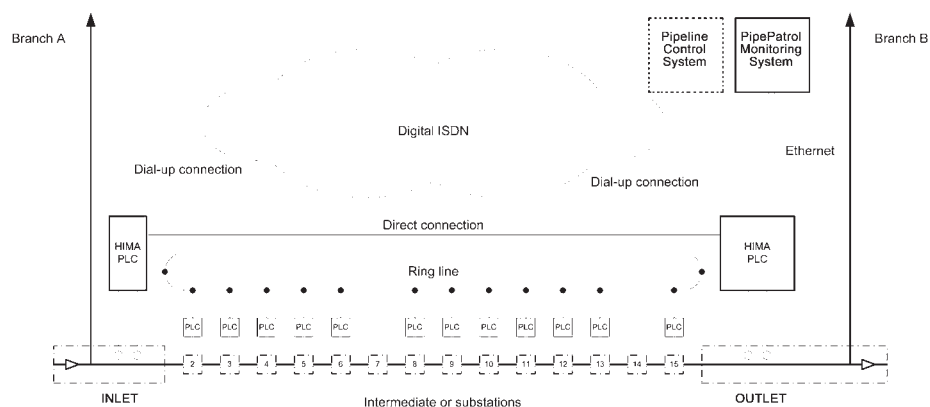 Branch A
Pipeline
Control
System
PipePatrol
Monitoring
System
Branch B
Digital ISDN
Ethernet
Dial-up connection
Dial-up connection
Direct connection
HIMA
PLC
HIMA
PLC
Ring line
PLC PLC PLC PLC PLC PLC PLC PLC PLC PLC PLC PLC
2 3 4 5 6 7 8 9 10 11 12 13 14 15
INLET
Intermediate or substations
OUTLET